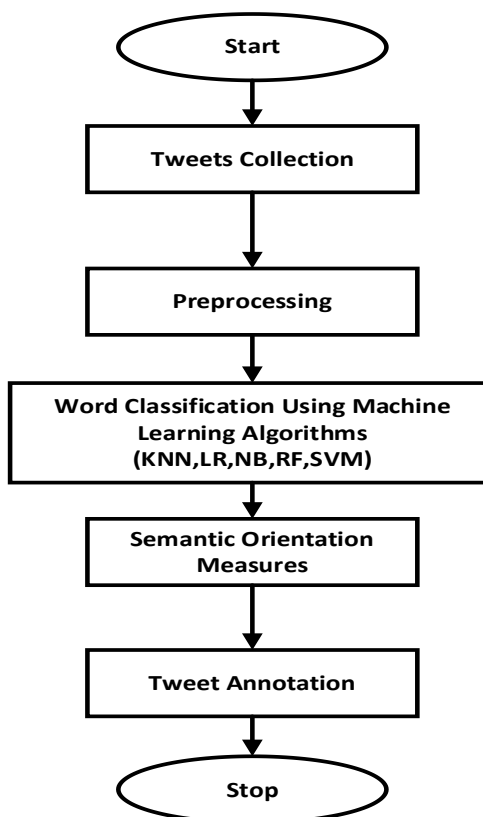 Start
Tweets Collection
Preprocessing
Word Classification Using Machine
Learning Algorithms
(KNN,LR,NB,RF,SVM)
Semantic Orientation
Measures
Tweet Annotation
Stop